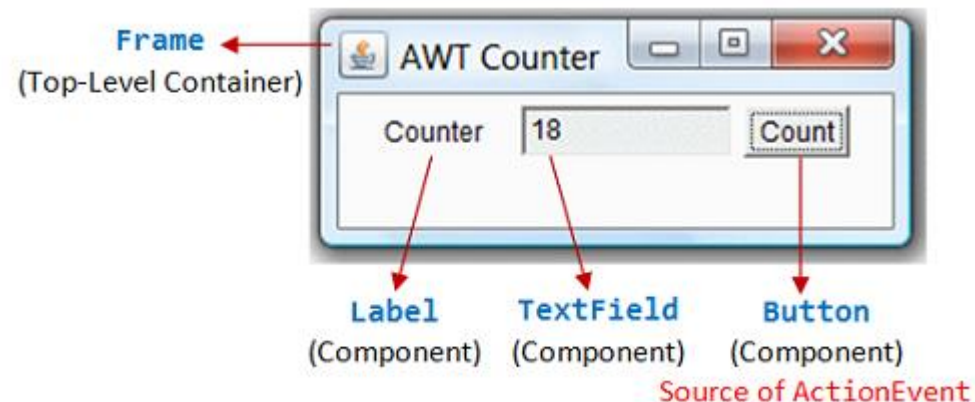 Frame
(Top-Level Container)
AWT Counter
Counter 18 Count
Label TextField Button
(Component) (Component) (Component)
Source of ActionEvent